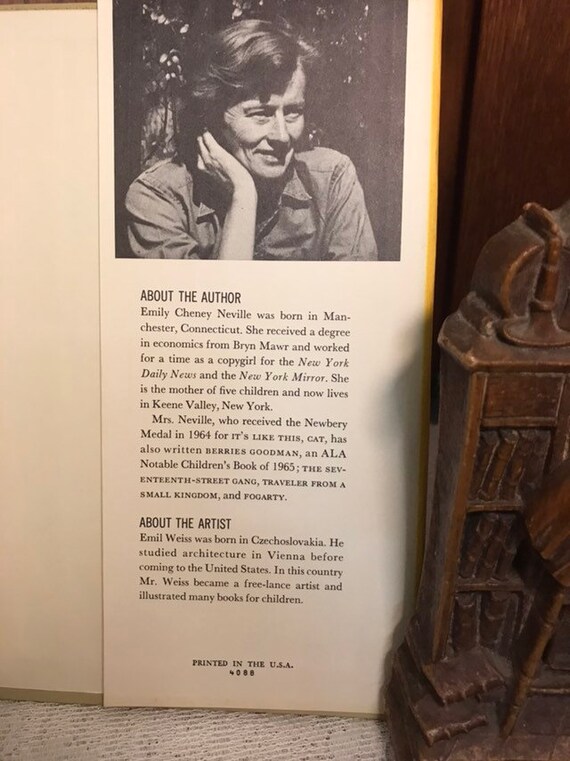 ABOUT THE AUTHOR
Emily Cheney Neville was born in Man-
chester, Connecticut. She received a degree
in economics from Bryn Mawr and worked
for a time as a copygirl for the New York
Daily News and the New York Mirror. She
is the mother of five children and now lives
in Keene Valley, New York.
Mrs. Neville, who received the Newbery
Medal in 1964 for IT'S LIKE THIS, CAT, has
also written BERRIES GOODMAN, an ALA
Notable Children's Book of 1965; THE SEV-
ENTEENTH-STREET GANG, TRAVELER FROM A
SMALL KINGDOM, and FOGARTY.
ABOUT THE ARTIST
Emil Weiss was born in Czechoslovakia. He
studied architecture in Vienna before
coming to the United States. In this country
Mr. Weiss became a free-lance artist and
illustrated many books for children.
PRINTED IN THE U.S.A.
4088